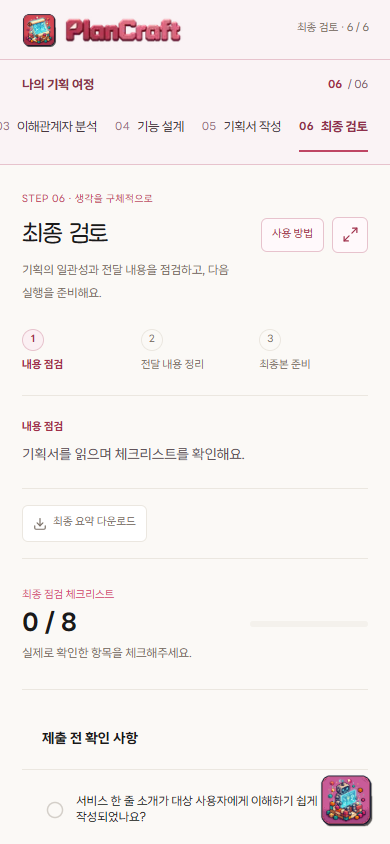 PlanCraft
최종 검토 · 6 / 6
나의 기획 여정
06 / 06
03 이해관계자 분석 04 기능 설계 05 기획서 작성 06 최종 검토
STEP 06 · 생각을 구체적으로
최종 검토
사용 방법
기획의 일관성과 전달 내용을 점검하고, 다음
실행을 준비해요.
1 2 3
내용 점검 전달 내용 정리 최종본 준비
내용 점검
기획서를 읽으며 체크리스트를 확인해요.
최종 요약 다운로드
최종 점검 체크리스트
0 / 8
실제로 확인한 항목을 체크해주세요.
제출 전 확인 사항
서비스 한 줄 소개가 대상 사용자에게 이해하기 쉽게
작성되었나요?